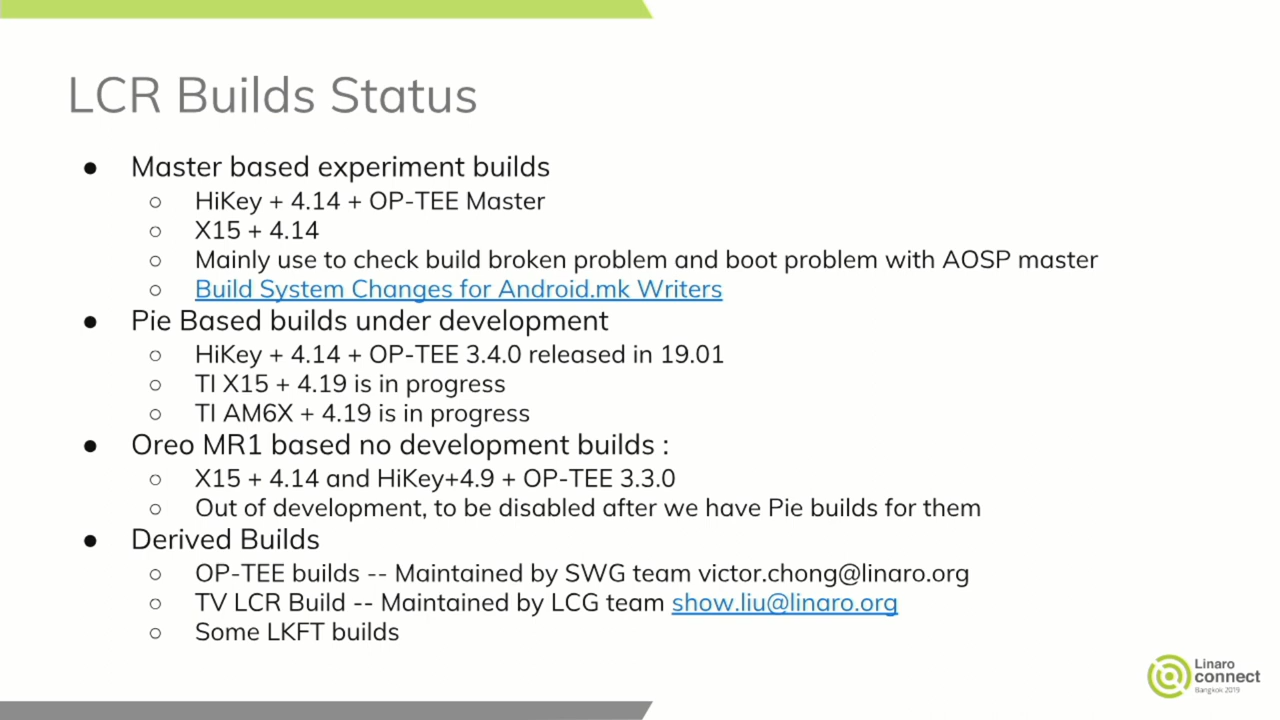 LCR Builds Status
● Master based experiment builds
○ HiKey + 4.14 + OP-TEE Master
○ X15 + 4.14
○ Mainly use to check build broken problem and boot problem with AOSP master
○ Build System Changes for Android.mk Writers
● Pie Based builds under development
○ HiKey + 4.14 + OP-TEE 3.4.0 released in 19.01
○ TI X15 + 4.19 is in progress
○ TI AM6X + 4.19 is in progress
● Oreo MR1 based no development builds :
○ X15 + 4.14 and HiKey+4.9 + OP-TEE 3.3.0
○ Out of development, to be disabled after we have Pie builds for them
● Derived Builds
○ OP-TEE builds -- Maintained by SWG team victor.chong@linaro.org
○ TV LCR Build -- Maintained by LCG team show.liu@linaro.org
○ Some LKFT builds
Linaro
connect
Bangkok 2019